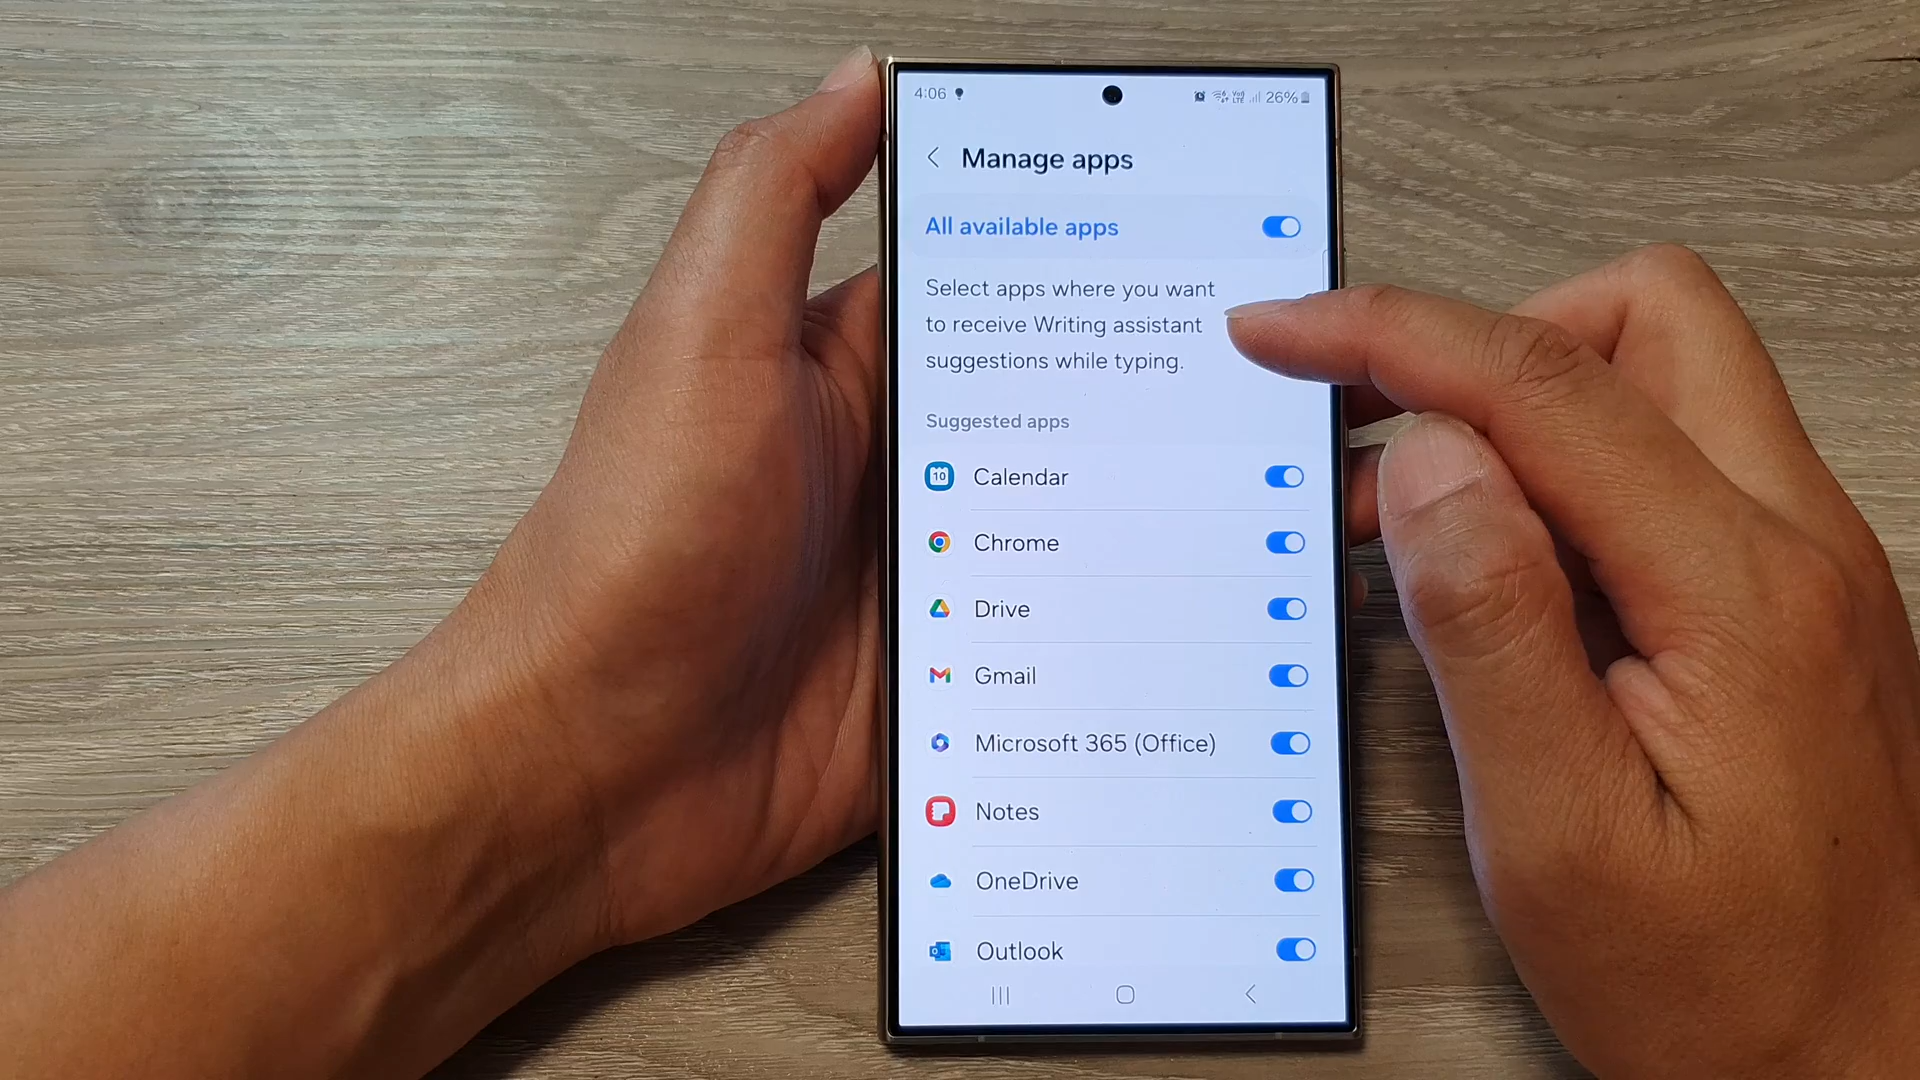 4:06 26%
Manage apps
All available apps
Select apps where you want
to receive Writing assistant
suggestions while typing.
Suggested apps
10 Calendar
Chrome
Drive
Gmail
Microsoft 365 (Office)
Notes
OneDrive
Outlook